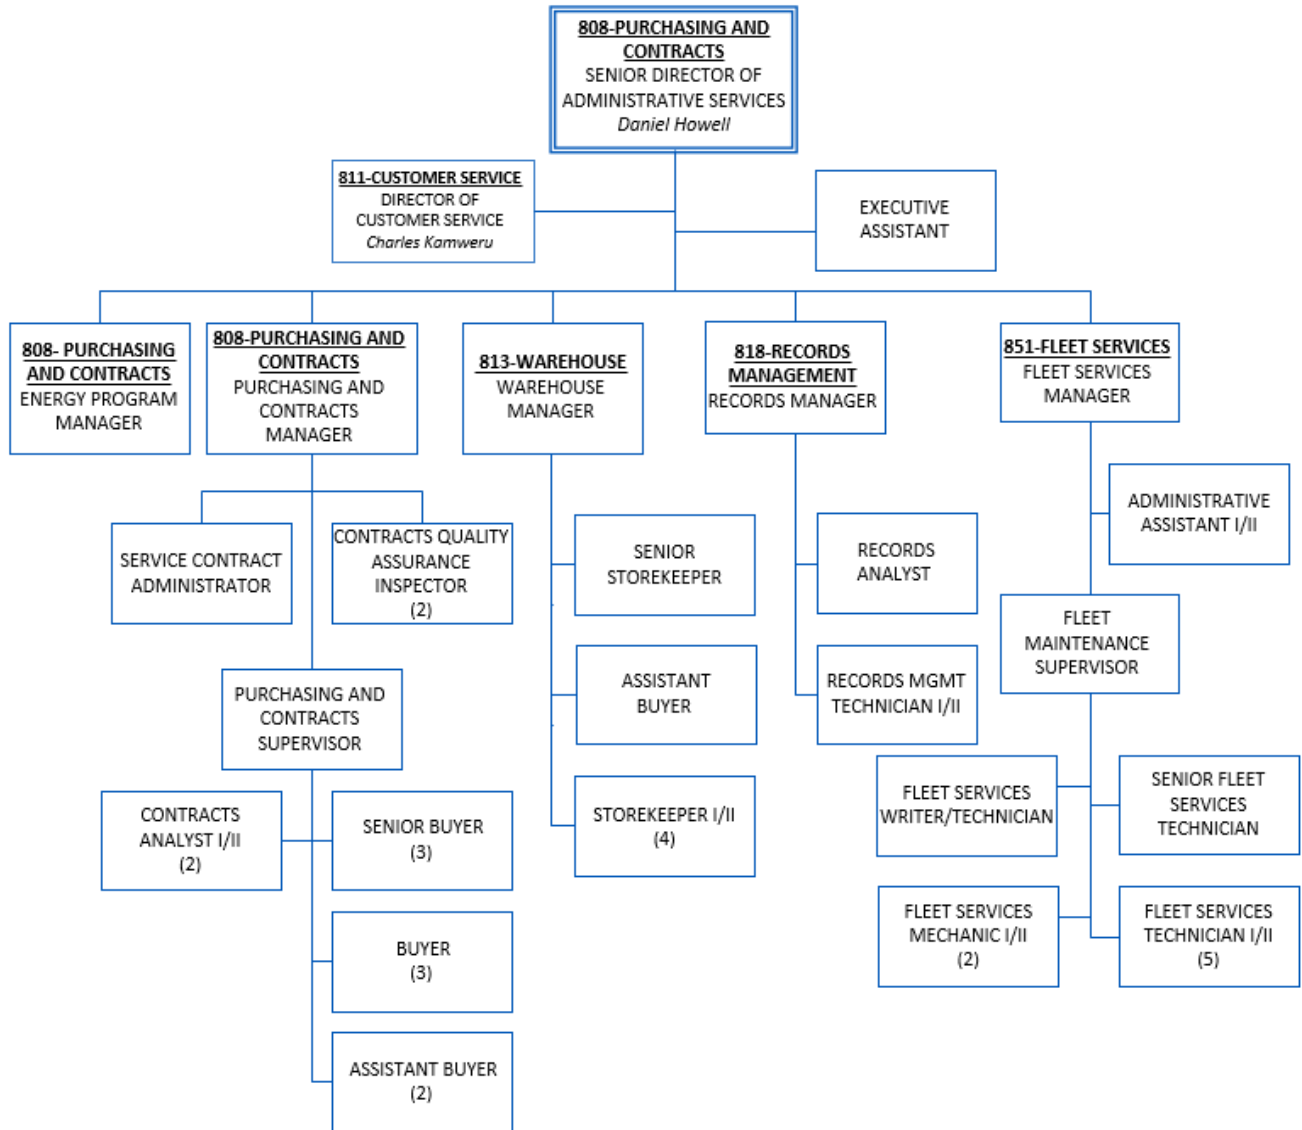 808-PURCHASING AND
CONTRACTS
SENIOR DIRECTOR OF
ADMINISTRATIVE SERVICES
Daniel Howell
811-CUSTOMER SERVICE
DIRECTOR OF
CUSTOMER SERVICE
Charles Kamweru
EXECUTIVE
ASSISTANT
808- PURCHASING
AND CONTRACTS
ENERGY PROGRAM
MANAGER
808-PURCHASING AND
CONTRACTS
PURCHASING AND
CONTRACTS
MANAGER
813-WAREHOUSE
WAREHOUSE
MANAGER
818-RECORDS
MANAGEMENT
RECORDS MANAGER
851-FLEET SERVICES
FLEET SERVICES
MANAGER
SERVICE CONTRACT
ADMINISTRATOR
CONTRACTS QUALITY
ASSURANCE
INSPECTOR
(2)
SENIOR
STOREKEEPER
RECORDS
ANALYST
ADMINISTRATIVE
ASSISTANT I/II
FLEET
MAINTENANCE
SUPERVISOR
PURCHASING AND
CONTRACTS
SUPERVISOR
ASSISTANT
BUYER
RECORDS MGMT
TECHNICIAN I/II
CONTRACTS
ANALYST I/II
(2)
SENIOR BUYER
(3)
STOREKEEPER I/II
(4)
FLEET SERVICES
WRITER/TECHNICIAN
SENIOR FLEET
SERVICES
TECHNICIAN
BUYER
(3)
FLEET SERVICES
MECHANIC I/II
(2)
FLEET SERVICES
TECHNICIAN I/II
(5)
ASSISTANT BUYER
(2)